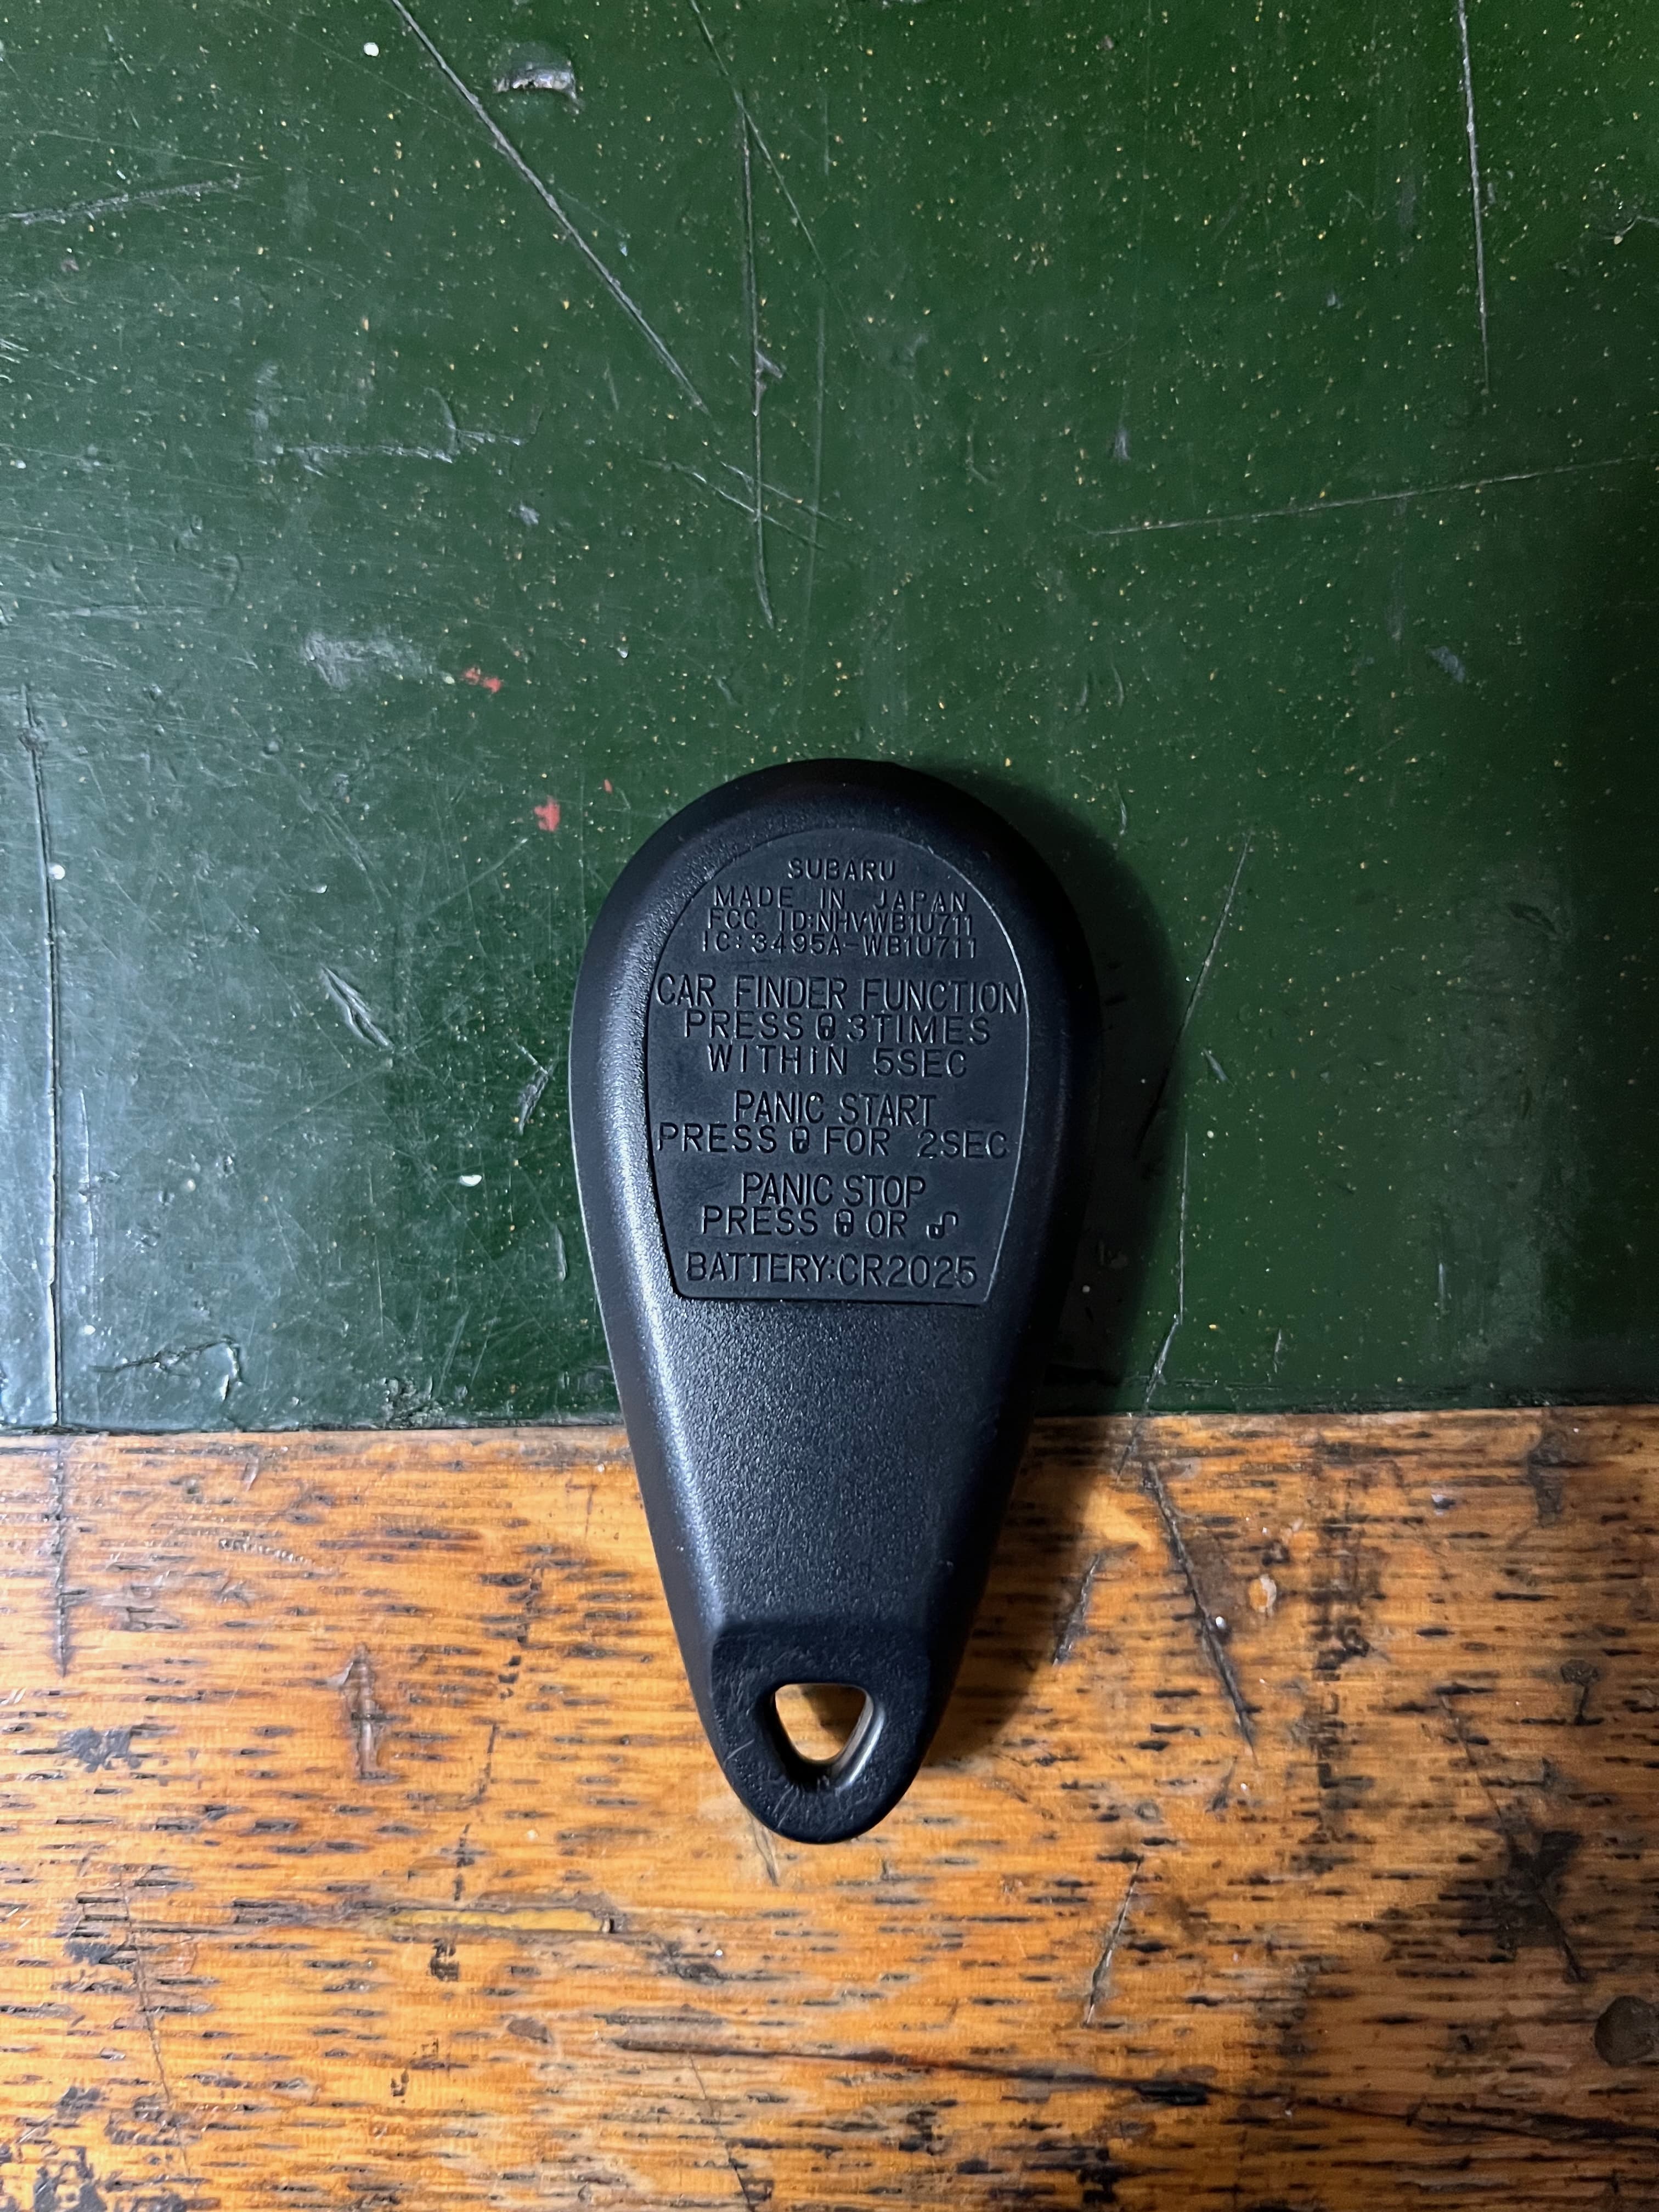 SUBARU
MADE IN JAPAN
FCC ID:NHVWB1U711
IC:3495A-WB1U711
CAR FINDER FUNCTION
PRESS 🔒 3TIMES
WITHIN 5SEC
PANIC START
PRESS 🔒 FOR 2SEC
PANIC STOP
PRESS 🔒 OR 🔓
BATTERY:CR2025